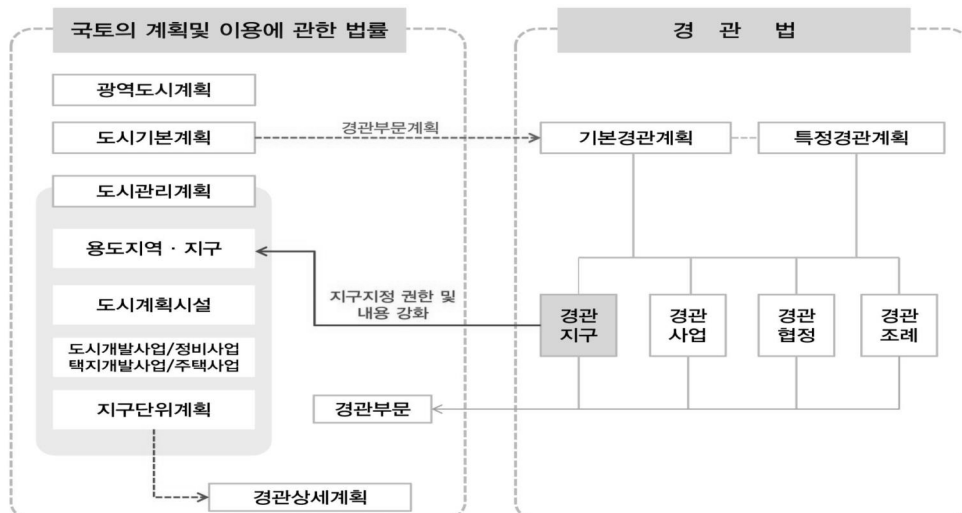 국토의 계획및 이용에 관한 법률
광역도시계획
도시기본계획
도시관리계획
용도지역 · 지구
도시계획시설
도시개발사업/정비사업
택지개발사업/주택사업
지구단위계획
경관상세계획
경관부문계획
지구지정 권한 및
내용 강화
경관부문
경 관 법
기본경관계획
특정경관계획
경관
지구
경관
사업
경관
협정
경관
조례